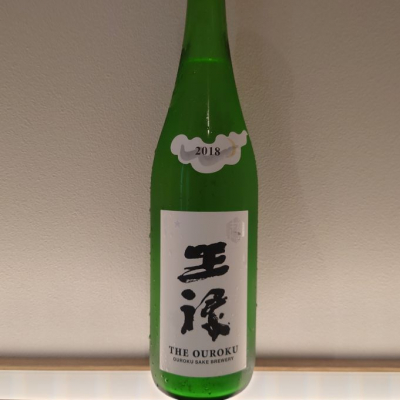 2018
王祿
THE OUROKU
OUROKU SAKE BREWERY